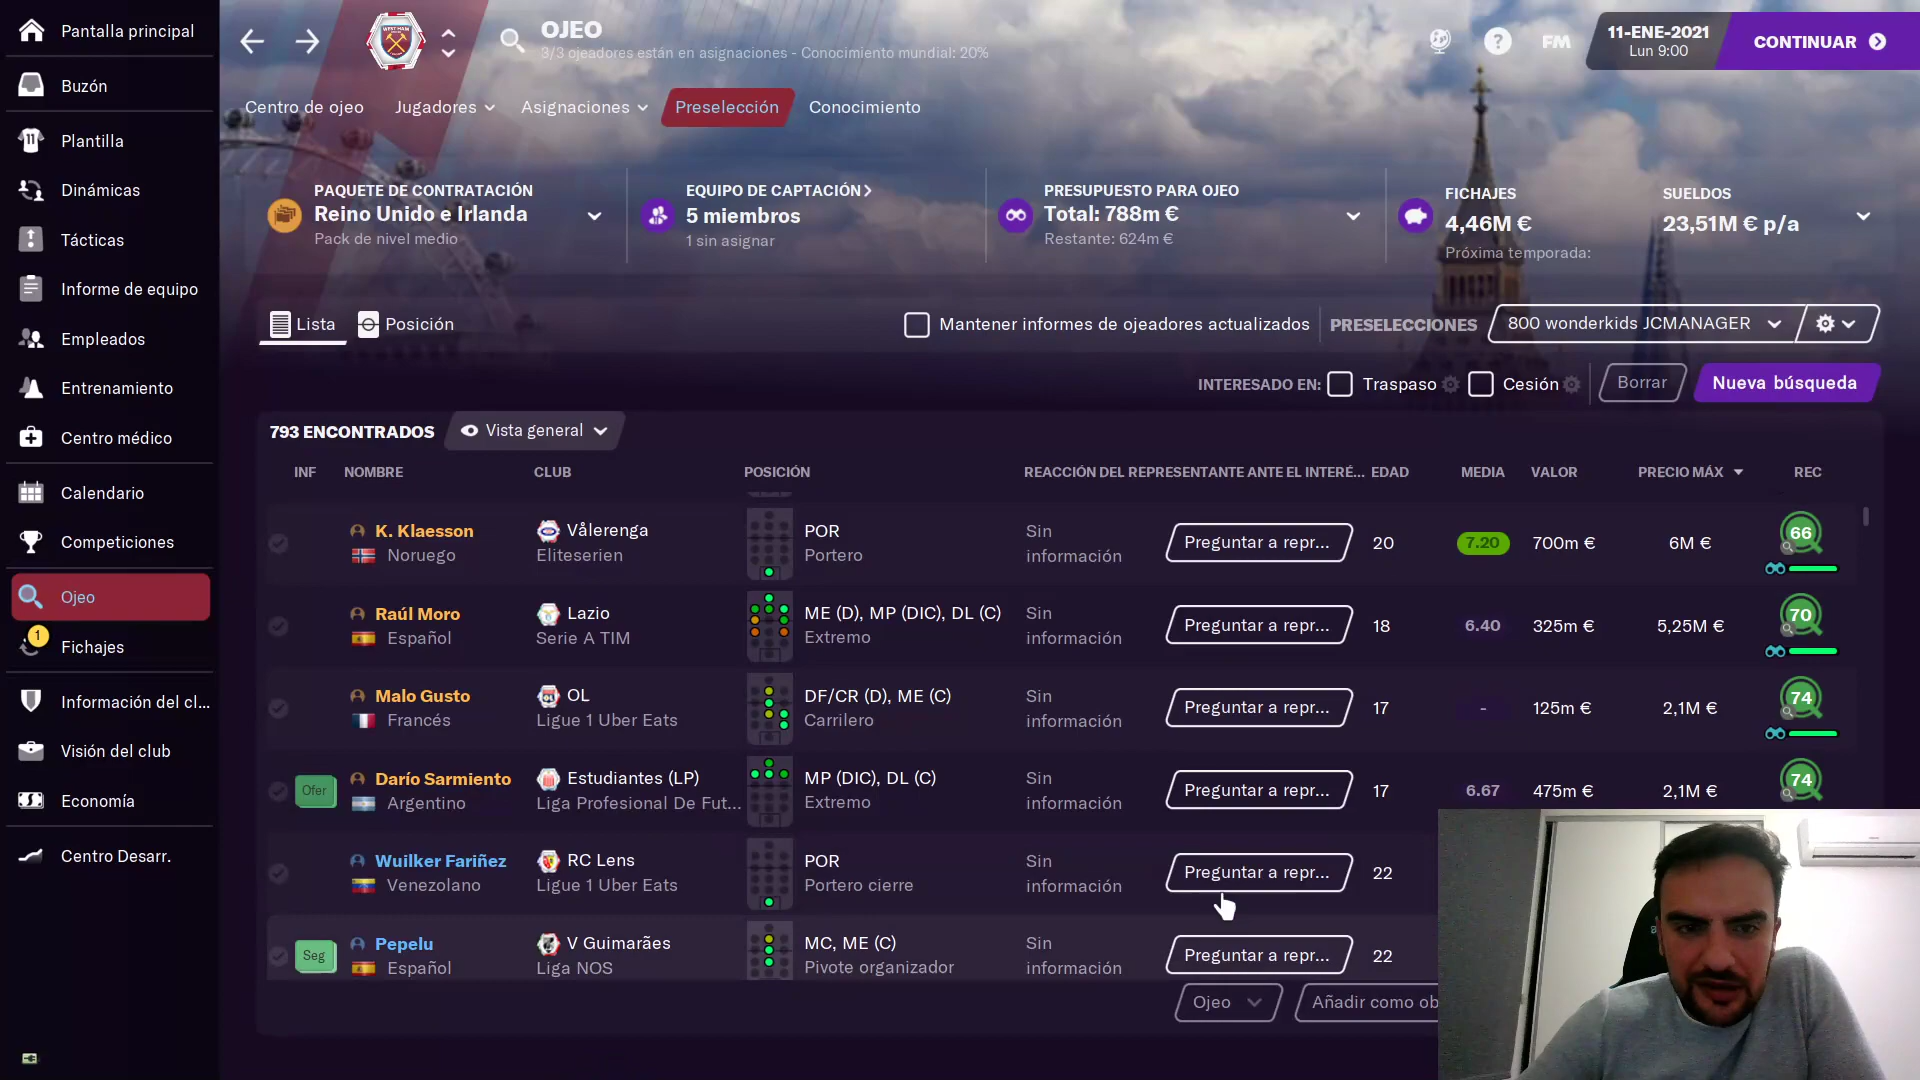 Pantalla principal
Buzón
Plantilla
Dinámicas
Tácticas
Informe de equipo
Empleados
Entrenamiento
Centro médico
Calendario
Competiciones
Ojeo
1
Fichajes
Información del cl...
Visión del club
Economía
Centro Desarr.
OJEO
3/3 ojeadores están en asignaciones - Conocimiento mundial: 20%
FM
11-ENE-2021
Lun 9:00
CONTINUAR
Centro de ojeo
Jugadores
Asignaciones
Preselección
Conocimiento
PAQUETE DE CONTRATACIÓN
Reino Unido e Irlanda
Pack de nivel medio
EQUIPO DE CAPTACIÓN
5 miembros
1 sin asignar
PRESUPUESTO PARA OJEO
Total: 788m €
Restante: 624m €
FICHAJES
4,46M €
Próxima temporada:
SUELDOS
23,51M € p/a
Lista
Posición
Mantener informes de ojeadores actualizados
PRESELECCIONES
800 wonderkids JCMANAGER
INTERESADO EN:
Traspaso
Cesión
Borrar
Nueva búsqueda
793 ENCONTRADOS
Vista general
INF NOMBRE CLUB POSICIÓN REACCIÓN DEL REPRESENTANTE ANTE EL INTERÉ... EDAD MEDIA VALOR PRECIO MÁX REC
K. Klaesson Vålerenga POR Sin Preguntar a repr... 20 7.20 700m € 6M € 66
Noruego Eliteserien Portero información
Raúl Moro Lazio ME (D), MP (DIC), DL (C) Sin Preguntar a repr... 18 6.40 325m € 5,25M € 70
Español Serie A TIM Extremo información
Malo Gusto OL DF/CR (D), ME (C) Sin Preguntar a repr... 17 - 125m € 2,1M € 74
Francés Ligue 1 Uber Eats Carrilero información
Ofer Darío Sarmiento Estudiantes (LP) MP (DIC), DL (C) Sin Preguntar a repr... 17 6.67 475m € 2,1M € 74
Argentino Liga Profesional De Fut... Extremo información
Wuilker Fariñez RC Lens POR Sin Preguntar a repr... 22
Venezolano Ligue 1 Uber Eats Portero cierre información
Seg Pepelu V Guimarães MC, ME (C) Sin Preguntar a repr... 22
Español Liga NOS Pivote organizador información
Ojeo
Añadir como ob